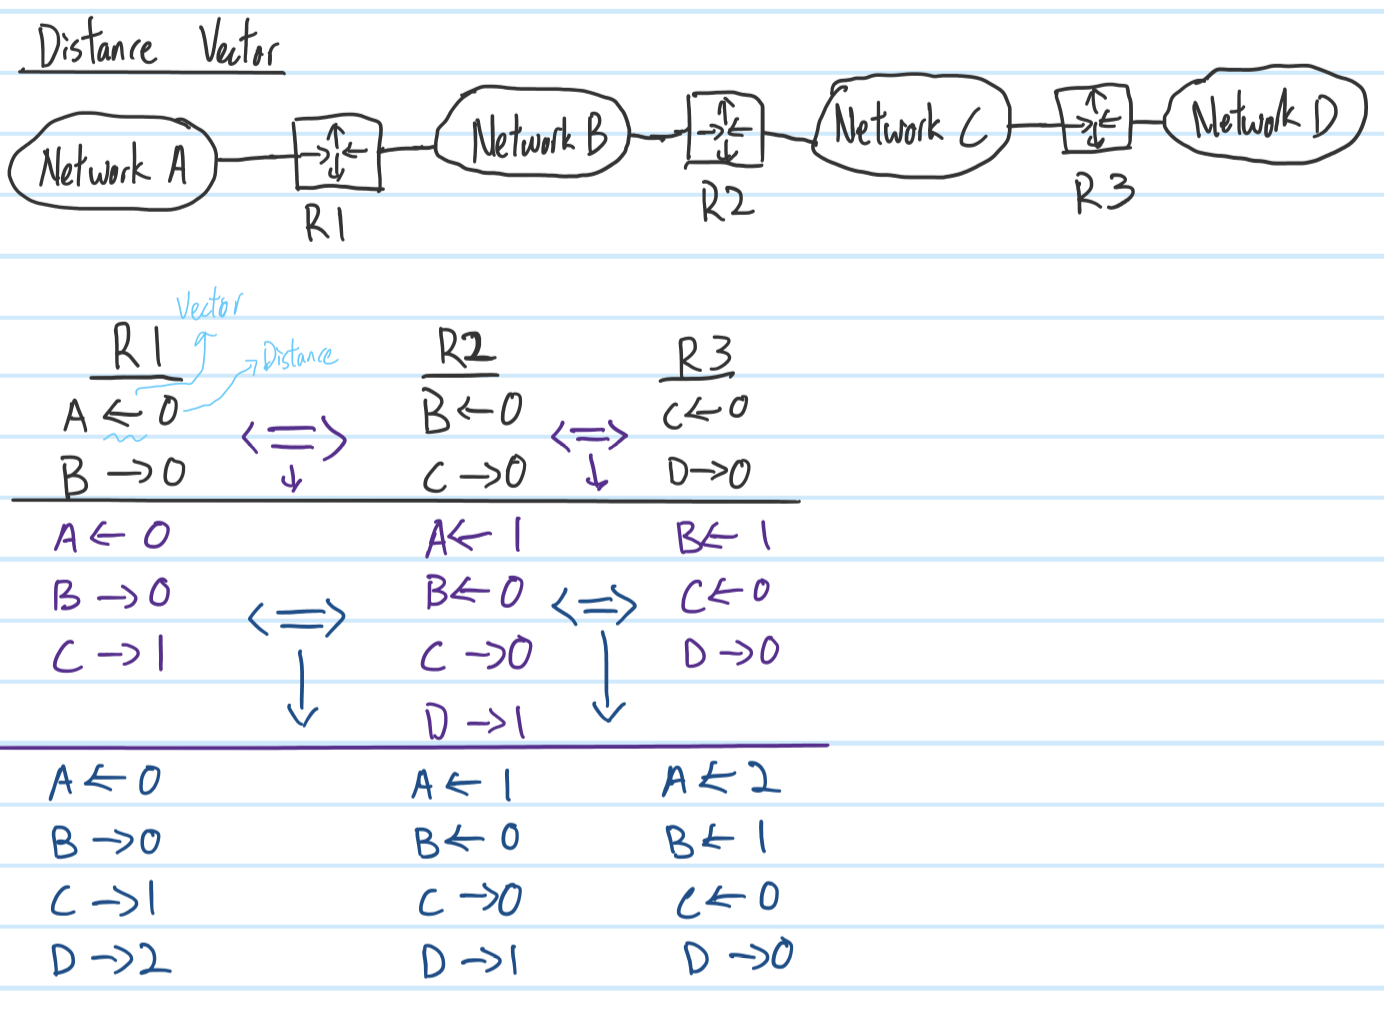 Distance Vector
Network A
Network B
Network C
Network D
R1
R2
R3
Vector
Distance
R1 R2 R3
A ← 0 B ← 0 C ← 0
B → 0 C → 0 D → 0
A ← 0 A ← 1 B ← 1
B → 0 B ← 0 C ← 0
C → 1 C → 0 D → 0
D → 1
A ← 0 A ← 1 A ← 2
B → 0 B ← 0 B ← 1
C → 1 C → 0 C ← 0
D → 2 D → 1 D → 0